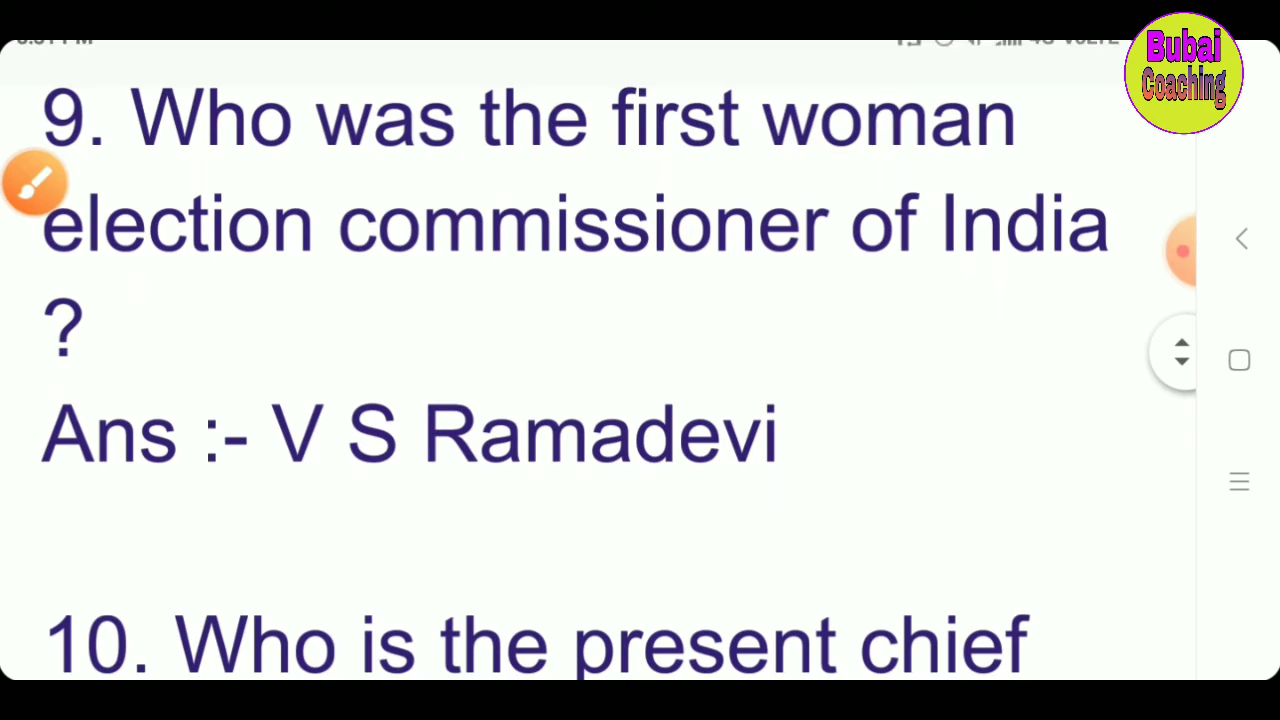 Bubai
Coaching
9. Who was the first woman
election commissioner of India
?
Ans :- V S Ramadevi
10. Who is the present chief